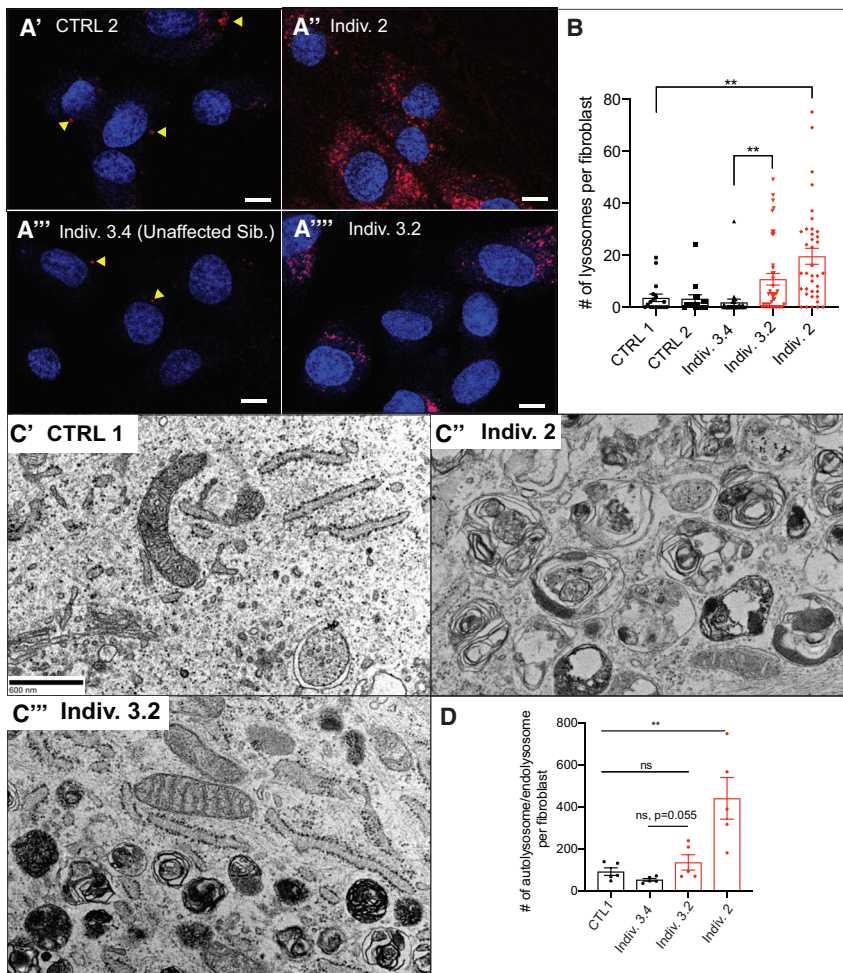 A' CTRL 2
A'' Indiv. 2
A''' Indiv. 3.4 (Unaffected Sib.)
A'''' Indiv. 3.2
B
# of lysosomes per fibroblast
80
60
40
20
0
**
**
CTRL 1
CTRL 2
Indiv. 3.4
Indiv. 3.2
Indiv. 2
C' CTRL 1
600 nm
C'' Indiv. 2
C''' Indiv. 3.2
D
# of autolysosome/endolysosome
per fibroblast
800
600
400
200
0
**
ns
ns, p=0.055
CTL1
Indiv. 3.4
Indiv. 3.2
Indiv. 2